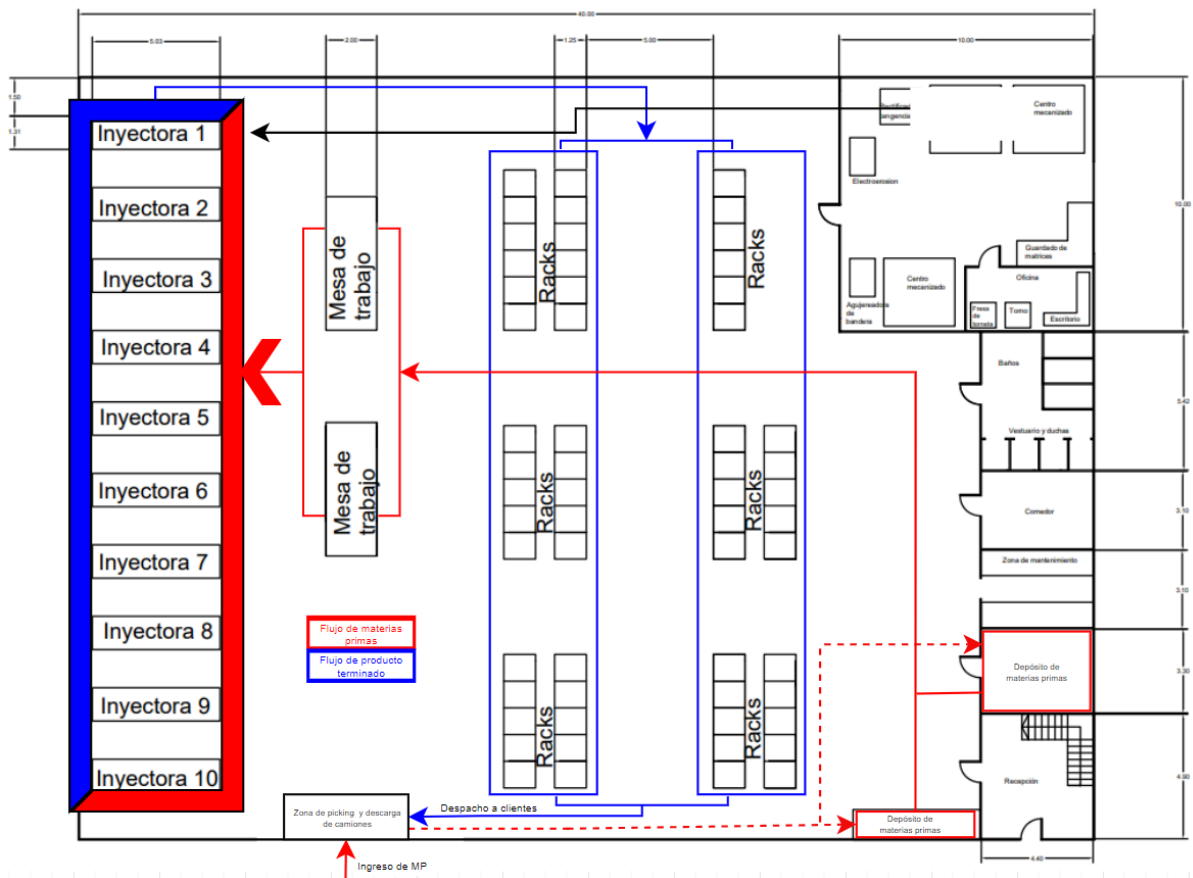 40.00
5.03
2.00
1.25
5.00
10.00
1.50
1.31
Inyectora 1
Inyectora 2
Inyectora 3
Inyectora 4
Inyectora 5
Inyectora 6
Inyectora 7
Inyectora 8
Inyectora 9
Inyectora 10
Mesa de
trabajo
Mesa de
trabajo
Racks
Racks
Racks
Racks
Racks
Racks
Centro
mecanizado
Electroerosion
Guardado de
matrices
Centro
mecanizado
Agujereadora
de
bandera
Oficina
Fresa
de
Torno
Escritorio
10.00
Baños
Vestuario y duchas
5.42
Comedor
3.10
Zona de mantenimiento
3.10
Flujo de materias
primas
Flujo de producto
terminado
Depósito de
materias primas
3.30
Recepción
4.90
Zona de picking y descarga
de camiones
Despacho a clientes
Depósito de
materias primas
4.40
Ingreso de MP